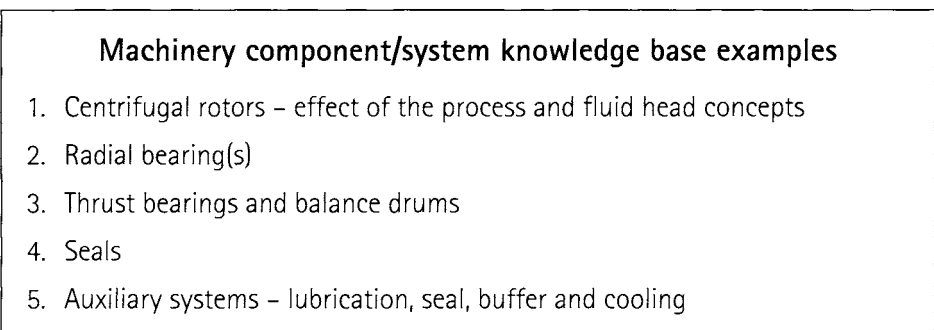 Machinery component/system knowledge base examples
1. Centrifugal rotors – effect of the process and fluid head concepts
2. Radial bearing(s)
3. Thrust bearings and balance drums
4. Seals
5. Auxiliary systems – lubrication, seal, buffer and cooling